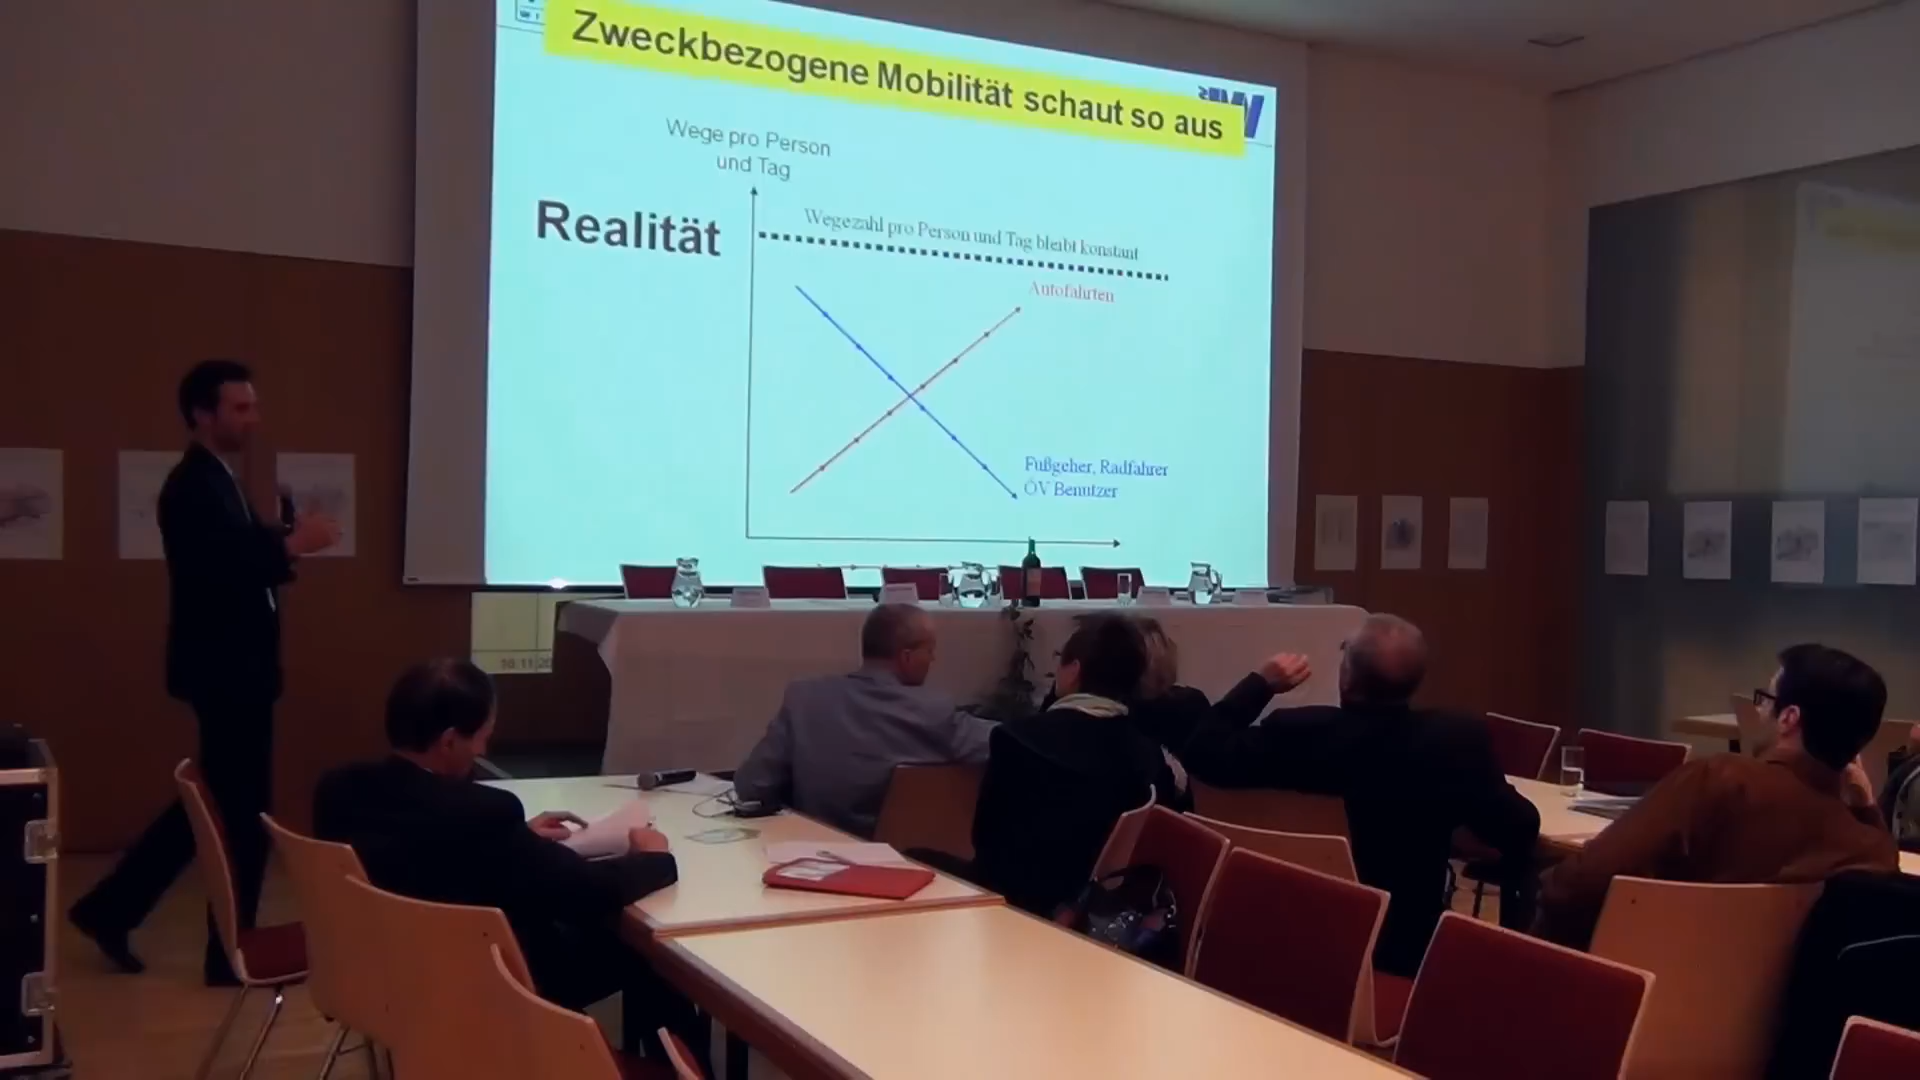 Zweckbezogene Mobilität schaut so aus
Wege pro Person
und Tag
Realität
Wegezahl pro Person und Tag bleibt konstant
Autofahrten
Fußgeher, Radfahrer
ÖV Benutzer